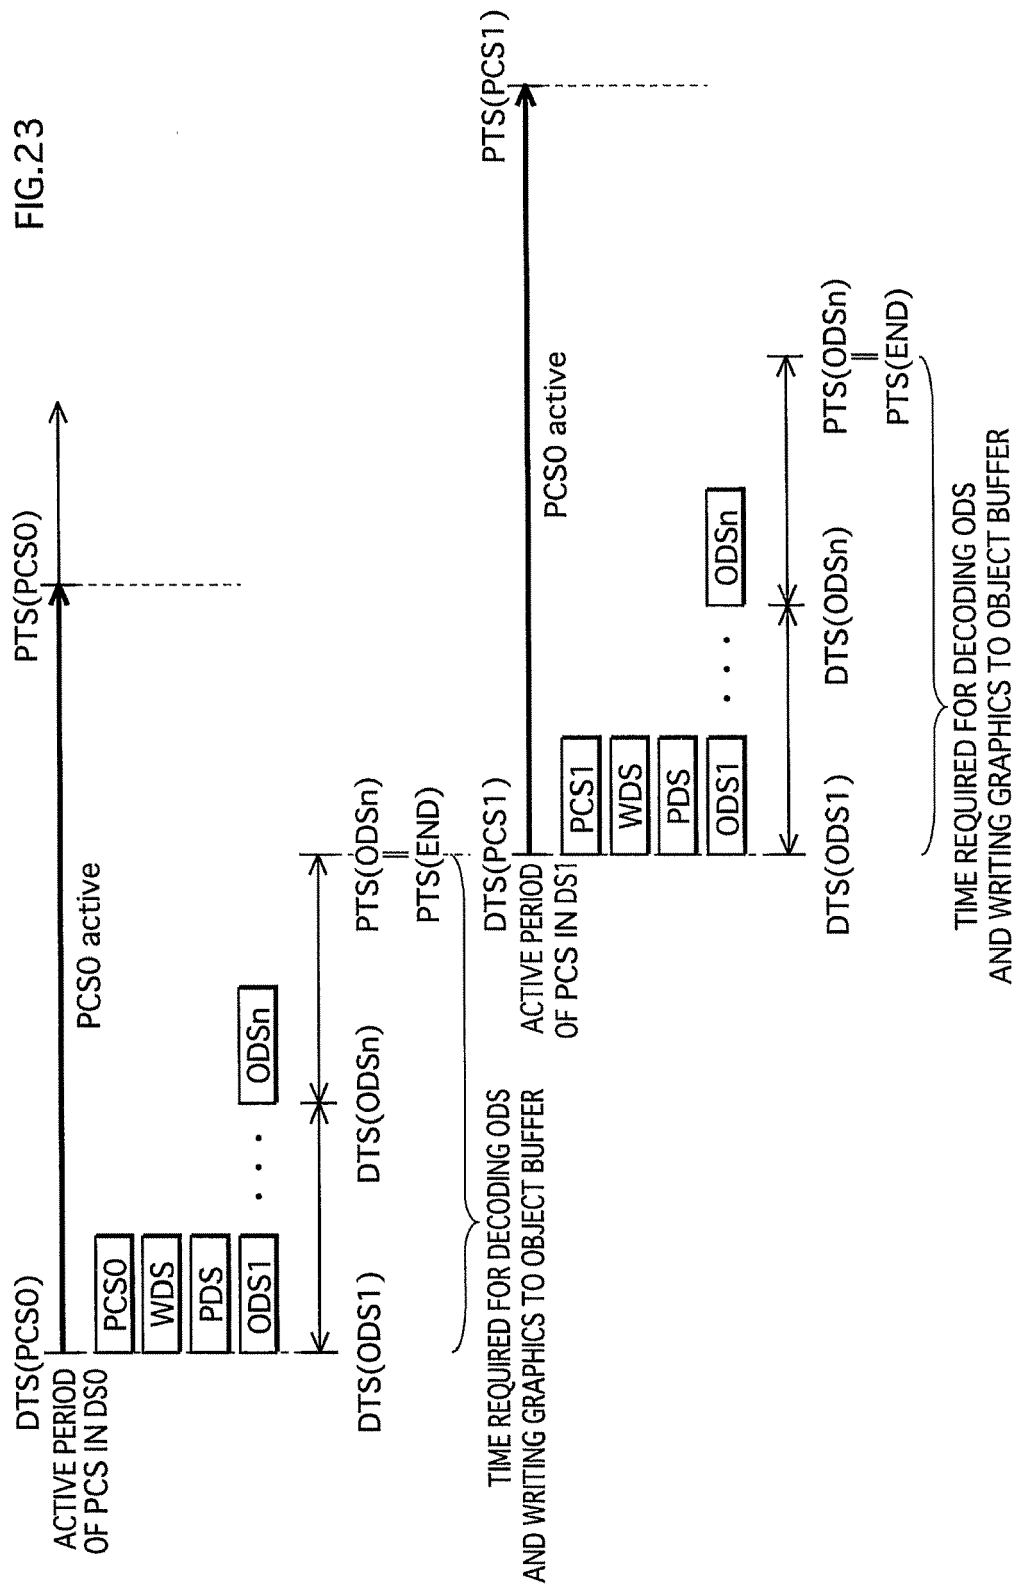 FIG.23
DTS(PCS0)
PTS(PCS0)
ACTIVE PERIOD
OF PCS IN DS0
PCS0 active
PCS0
WDS
PDS
ODS1
· · ·
ODSn
DTS(ODS1)
DTS(ODSn)
PTS(ODSn)
=
PTS(END)
TIME REQUIRED FOR DECODING ODS
AND WRITING GRAPHICS TO OBJECT BUFFER
DTS(PCS1)
PTS(PCS1)
ACTIVE PERIOD
OF PCS IN DS1
PCS0 active
PCS1
WDS
PDS
ODS1
· · ·
ODSn
DTS(ODS1)
DTS(ODSn)
PTS(ODSn)
=
PTS(END)
TIME REQUIRED FOR DECODING ODS
AND WRITING GRAPHICS TO OBJECT BUFFER